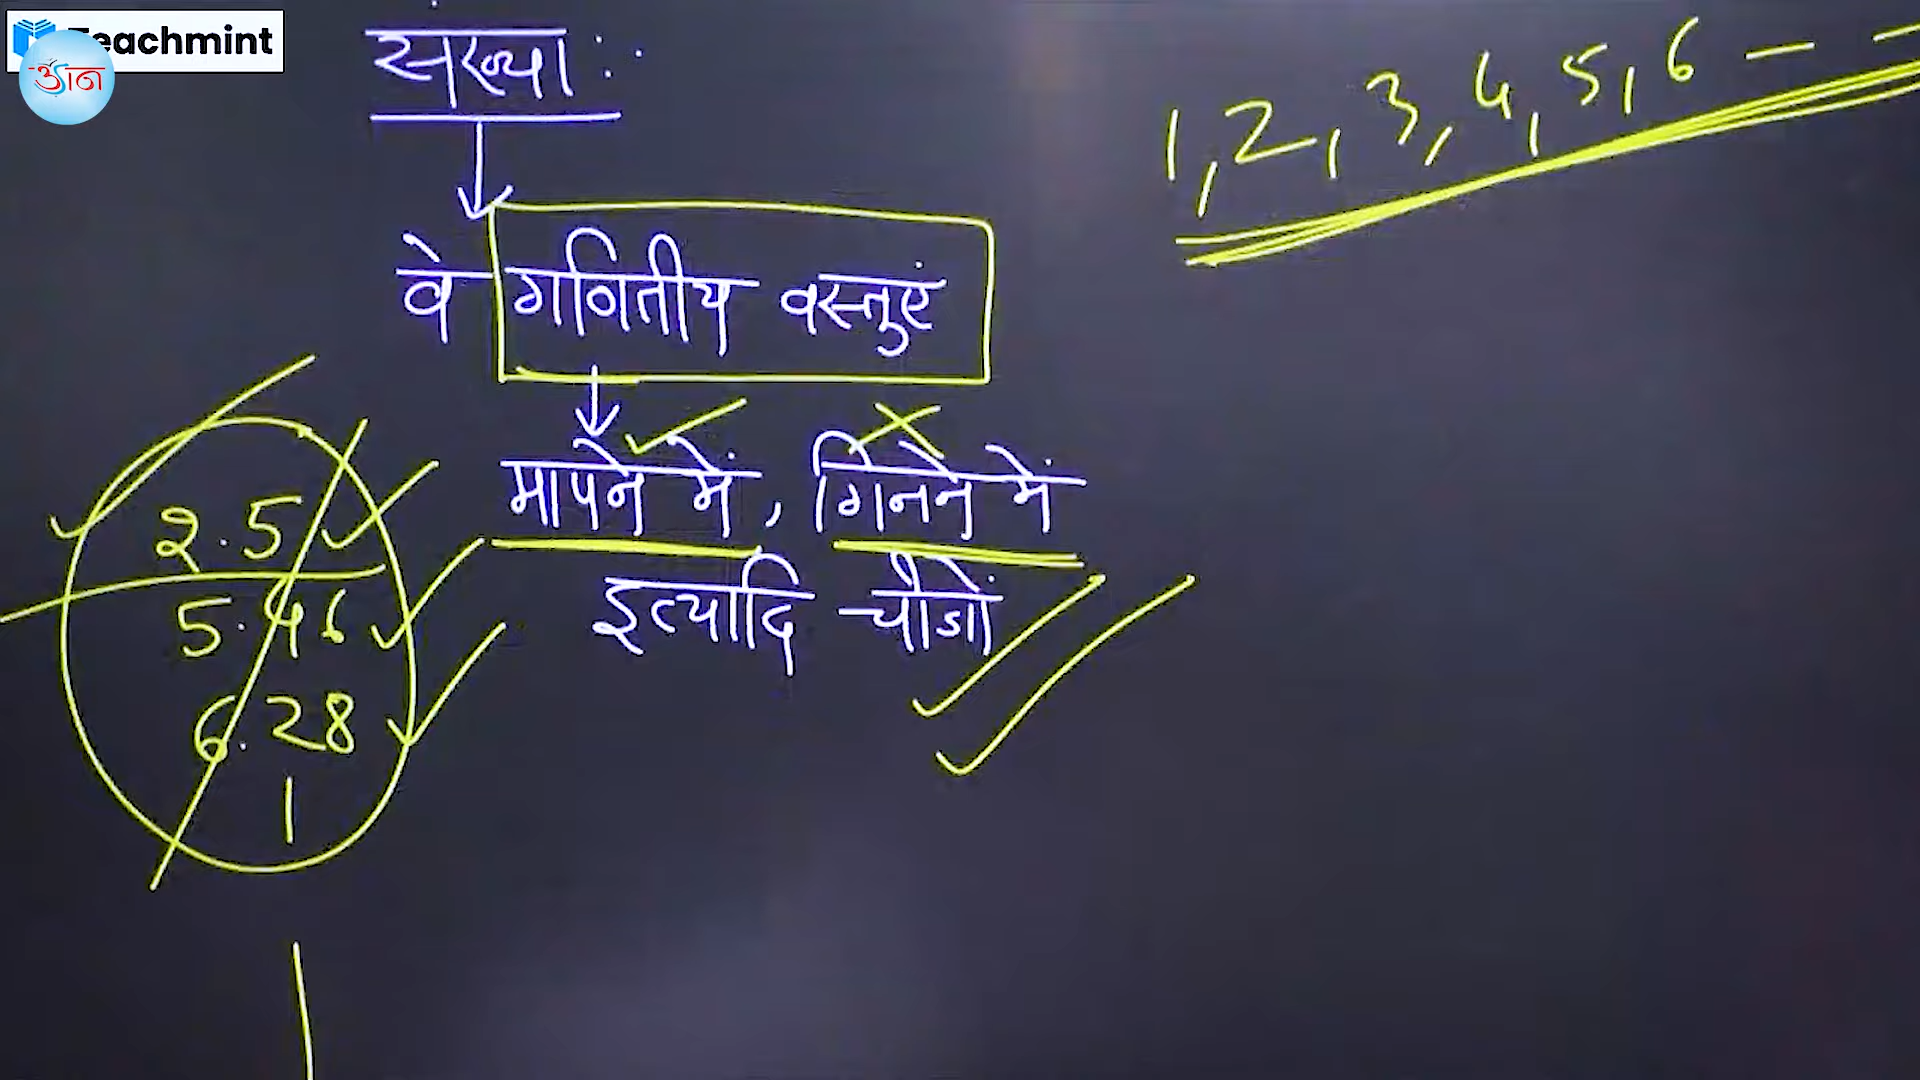 Teachmint
ज्ञान
संख्या :-
1, 2, 3, 4, 5, 6 - -
वे गणितीय वस्तुएं
मापने में, गिनने में
इत्यादि चीजों
2.5
5.46
6.28
1